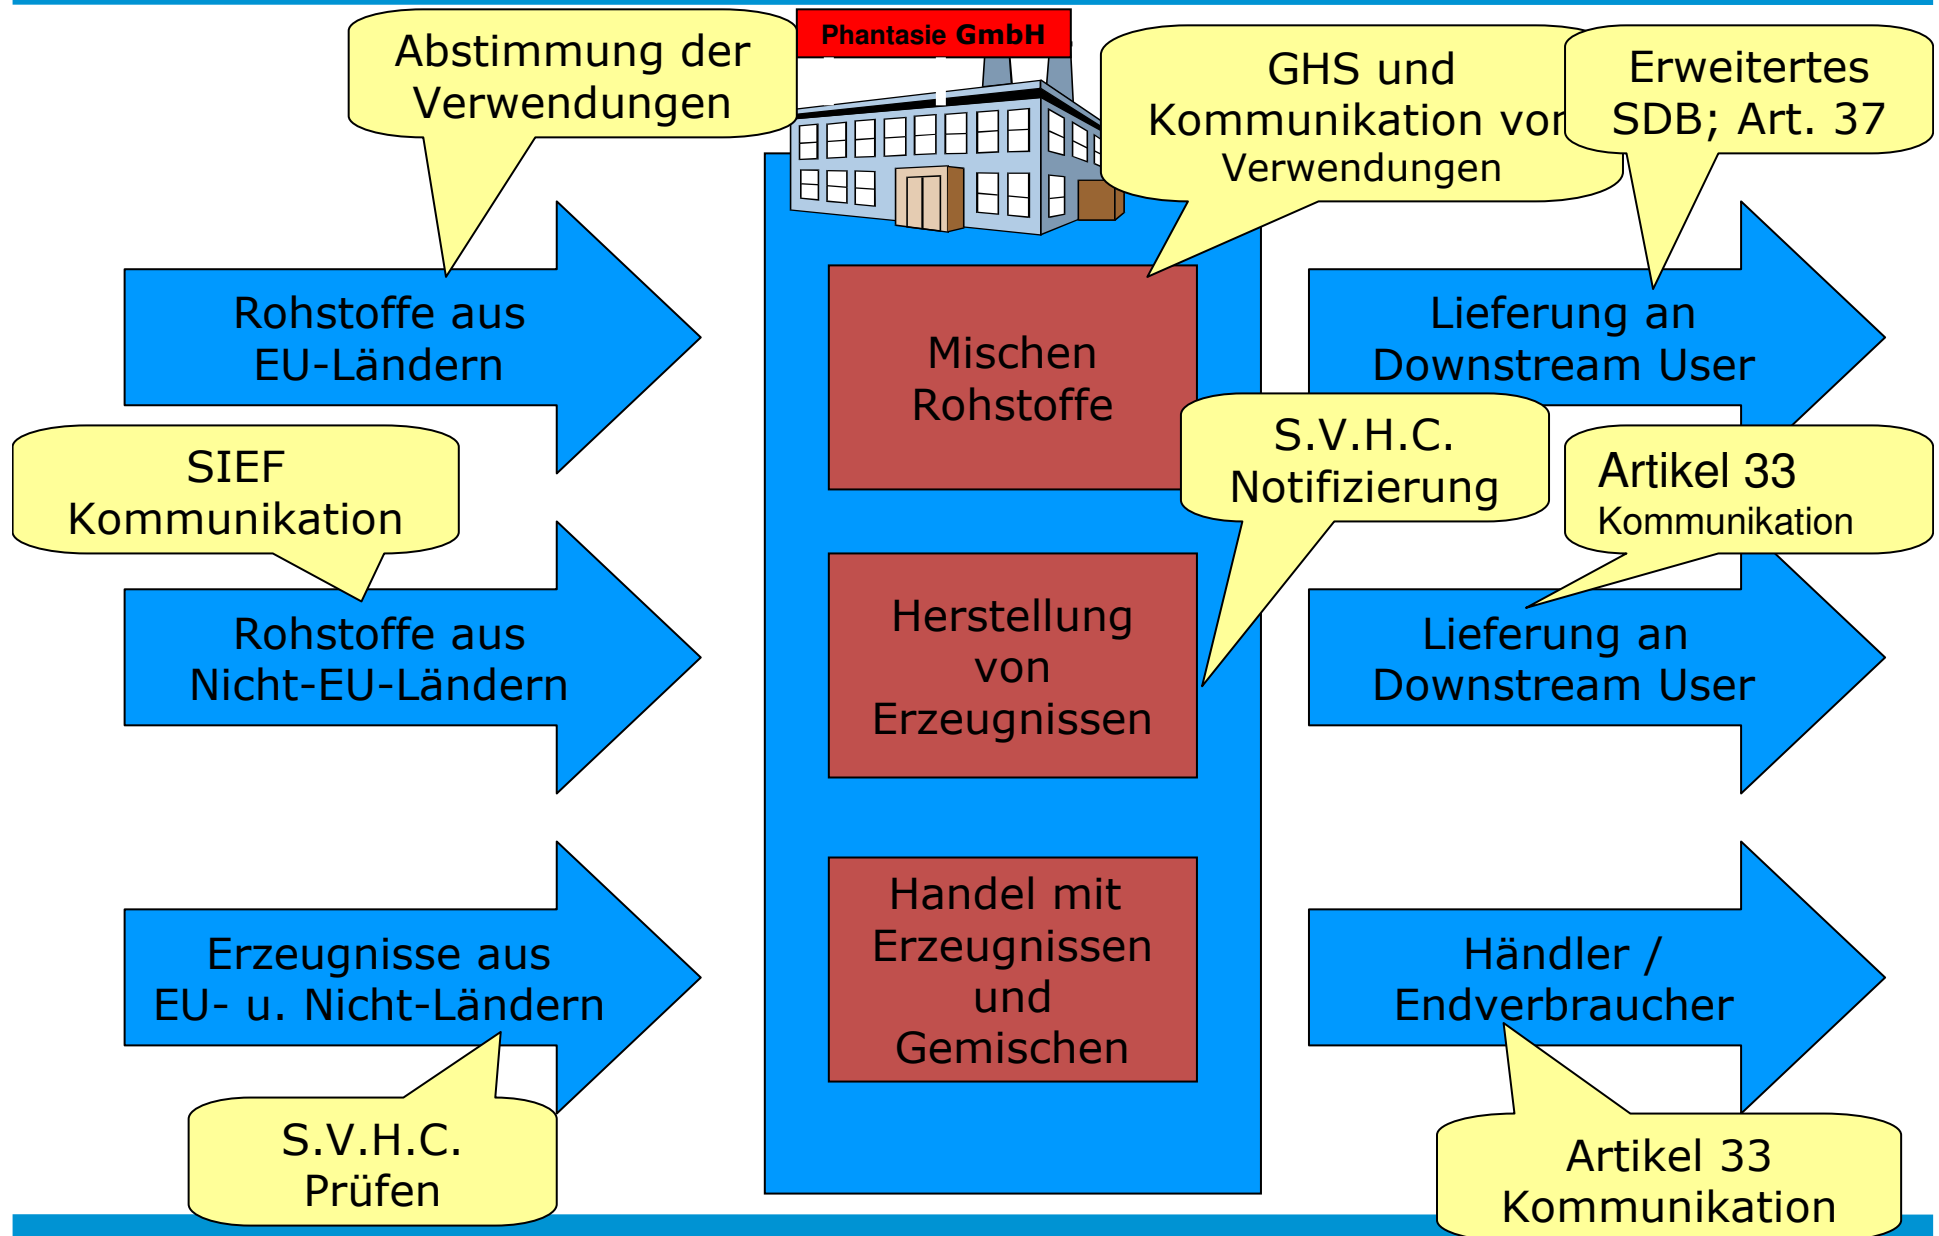 Phantasie GmbH
Abstimmung der
Verwendungen
GHS und
Kommunikation von
Verwendungen
Erweitertes
SDB; Art. 37
Rohstoffe aus
EU-Ländern
Mischen
Rohstoffe
Lieferung an
Downstream User
SIEF
Kommunikation
S.V.H.C.
Notifizierung
Artikel 33
Kommunikation
Rohstoffe aus
Nicht-EU-Ländern
Herstellung
von
Erzeugnissen
Lieferung an
Downstream User
Erzeugnisse aus
EU- u. Nicht-Ländern
Handel mit
Erzeugnissen
und
Gemischen
Händler /
Endverbraucher
S.V.H.C.
Prüfen
Artikel 33
Kommunikation